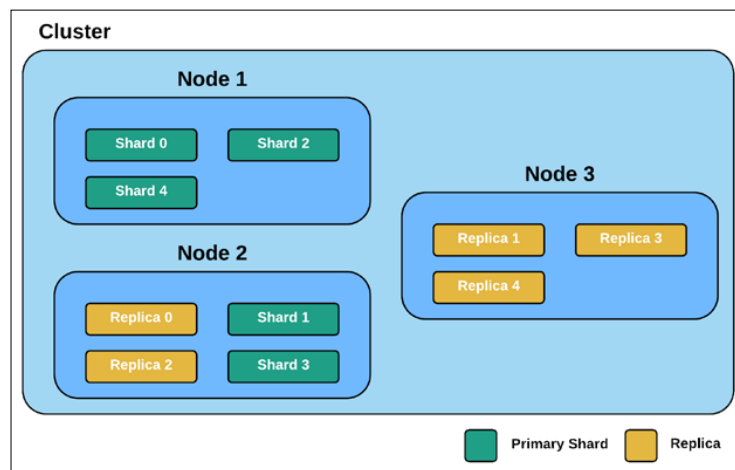 Cluster
Node 1
Shard 0
Shard 2
Shard 4
Node 2
Replica 0
Shard 1
Replica 2
Shard 3
Node 3
Replica 1
Replica 3
Replica 4
Primary Shard
Replica